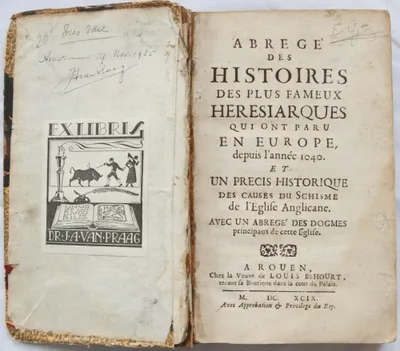 EXLIBRIS
DR. J. A. VAN PRAAG
ABREGE'
DES
HISTOIRES
DES PLUS FAMEUX
HERESIARQUES
QUI ONT PARU
EN EUROPE,
depuis l'année 1040.
ET
UN PRECIS HISTORIQUE
DES CAUSES DU SCHISME
de l'Eglise Anglicane.
AVEC UN ABREGE' DES DOGMES
principaux de cette Eglise.
A ROUEN,
Chez la Veuve de LOUIS BEHOURT,
tenant sa Boutique dans la cour du Palais.
M. DC. XCIX.
Avec Approbation & Privilege du Roy.